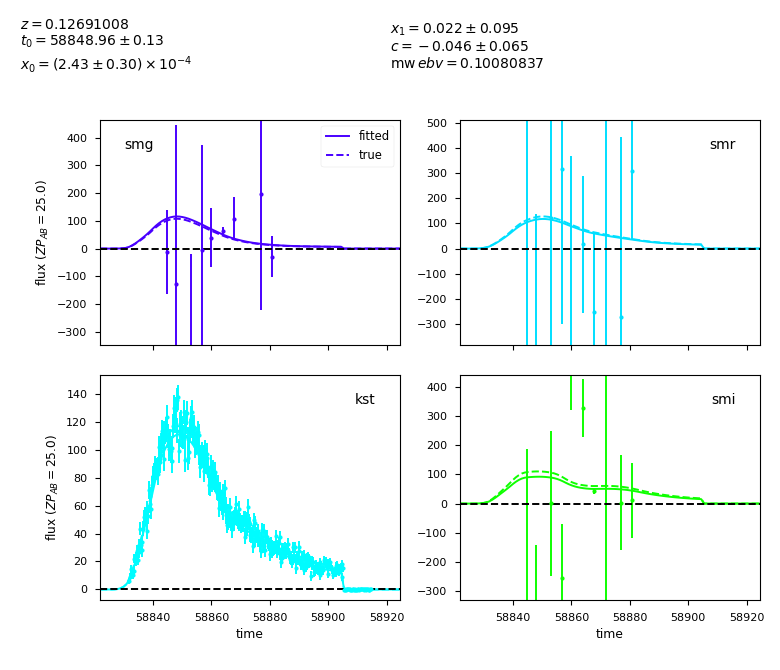 z = 0.12691008
t₀ = 58848.96 ± 0.13
x₀ = (2.43 ± 0.30) × 10⁻⁴
x₁ = 0.022 ± 0.095
c = −0.046 ± 0.065
mw ebv = 0.10080837
smg
fitted
true
400
300
200
100
0
−100
−200
−300
flux (ZP_AB = 25.0)
smr
500
400
300
200
100
0
−100
−200
−300
kst
140
120
100
80
60
40
20
0
flux (ZP_AB = 25.0)
58840
58860
58880
58900
58920
time
smi
400
300
200
100
0
−100
−200
−300
58840
58860
58880
58900
58920
time